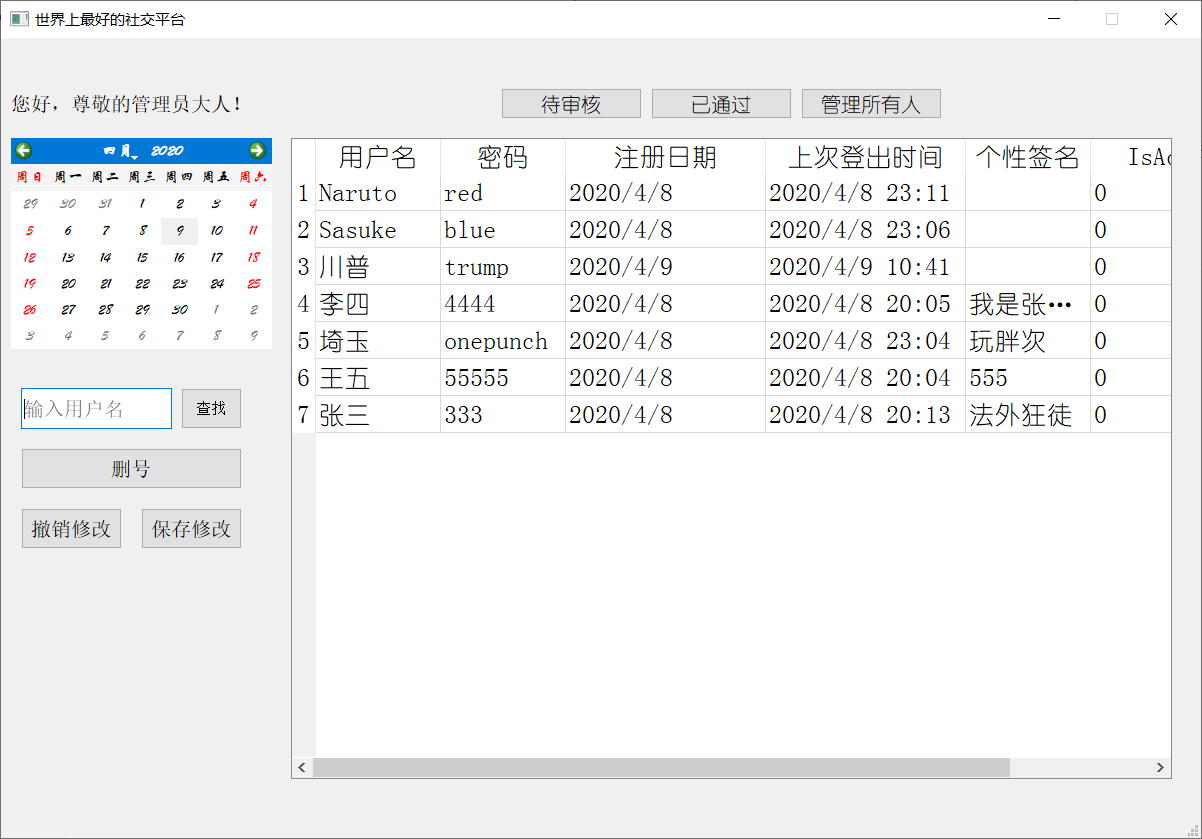 世界上最好的社交平台
您好，尊敬的管理员大人！
待审核 已通过 管理所有人
四月 2020
周日 周一 周二 周三 周四 周五 周六
29 30 31 1 2 3 4
5 6 7 8 9 10 11
12 13 14 15 16 17 18
19 20 21 22 23 24 25
26 27 28 29 30 1 2
3 4 5 6 7 8 9
输入用户名 查找
删号
撤销修改 保存修改
用户名 密码 注册日期 上次登出时间 个性签名 IsAd
1 Naruto red 2020/4/8 2020/4/8 23:11 0
2 Sasuke blue 2020/4/8 2020/4/8 23:06 0
3 川普 trump 2020/4/9 2020/4/9 10:41 0
4 李四 4444 2020/4/8 2020/4/8 20:05 我是张… 0
5 埼玉 onepunch 2020/4/8 2020/4/8 23:04 玩胖次 0
6 王五 55555 2020/4/8 2020/4/8 20:04 555 0
7 张三 333 2020/4/8 2020/4/8 20:13 法外狂徒 0